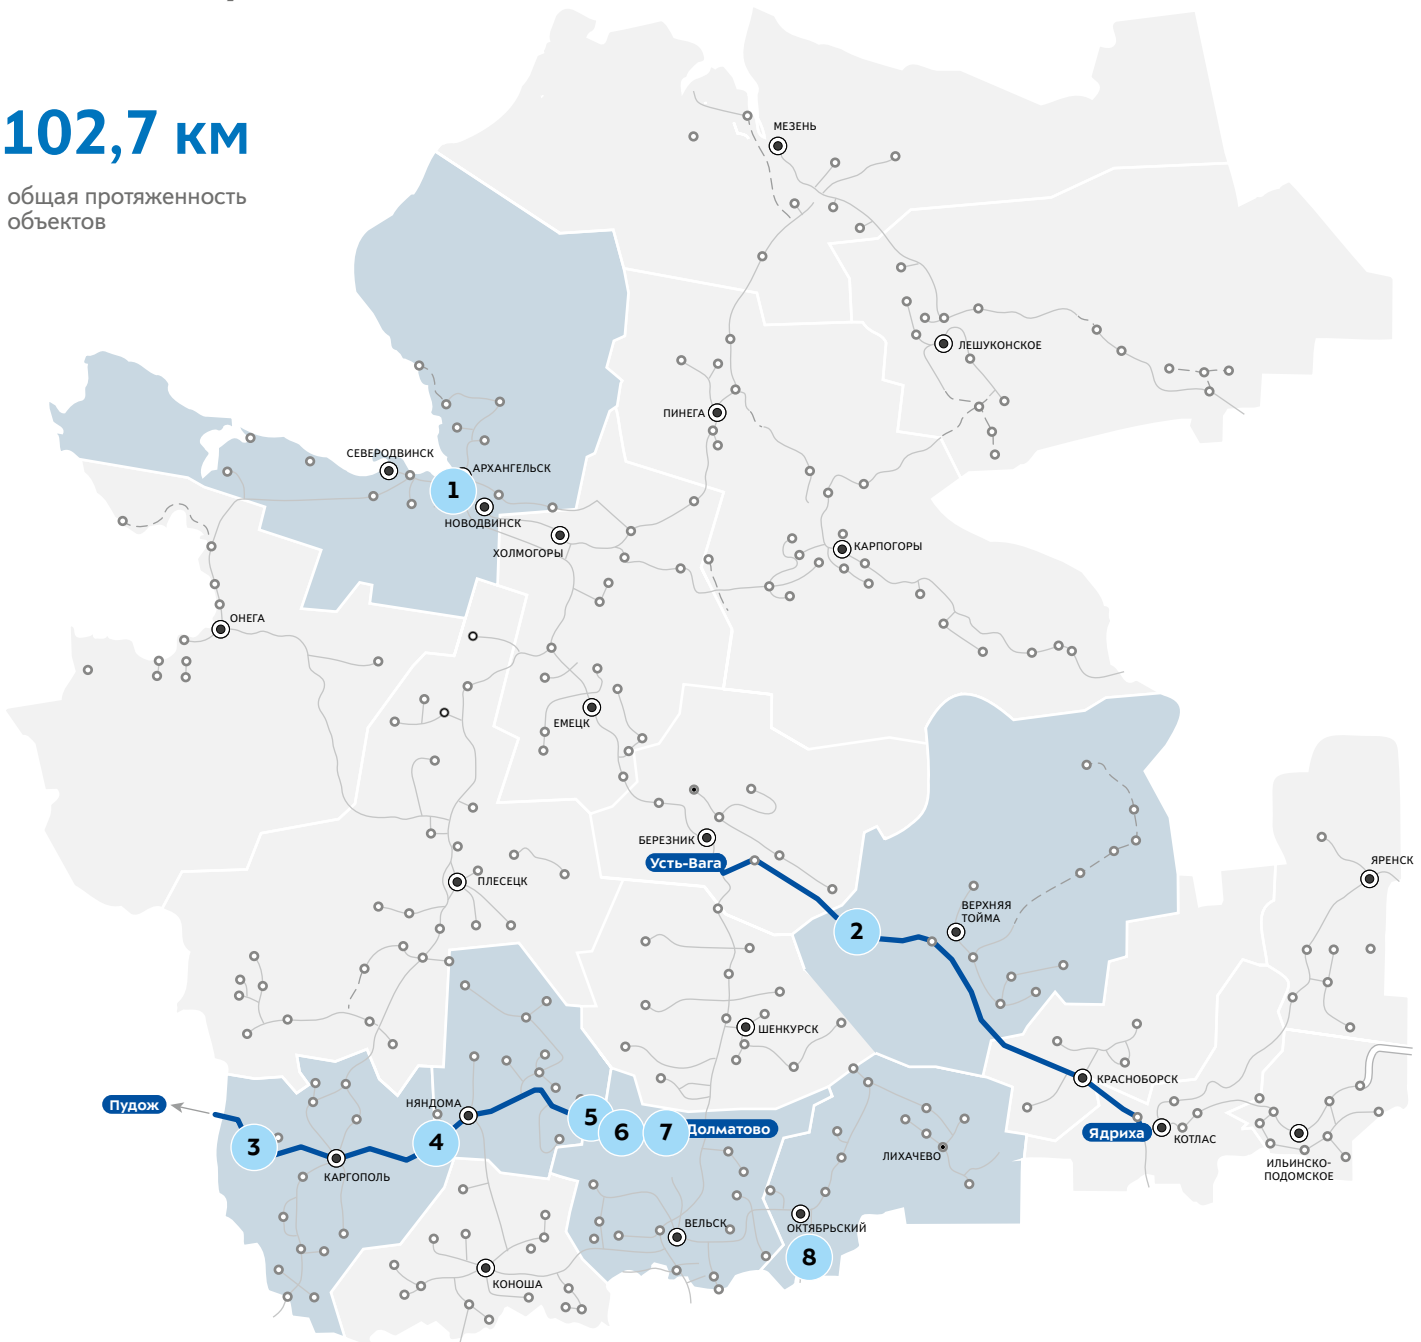 102,7 км
общая протяженность
объектов
МЕЗЕНЬ
ЛЕШУКОНСКОЕ
ПИНЕГА
СЕВЕРОДВИНСК
АРХАНГЕЛЬСК
1
НОВОДВИНСК
ХОЛМОГОРЫ
КАРПОГОРЫ
ОНЕГА
ЕМЕЦК
БЕРЕЗНИК
Усть-Вага
ЯРЕНСК
ПЛЕСЕЦК
ВЕРХНЯЯ
ТОЙМА
2
ШЕНКУРСК
КРАСНОБОРСК
Пудож
НЯНДОМА
5
6
7
Долматово
Ядриха
КОТЛАС
3
4
ЛИХАЧЕВО
ИЛЬИНСКО-
ПОДОМСКОЕ
КАРГОПОЛЬ
ВЕЛЬСК
ОКТЯБРЬСКИЙ
8
КОНОША